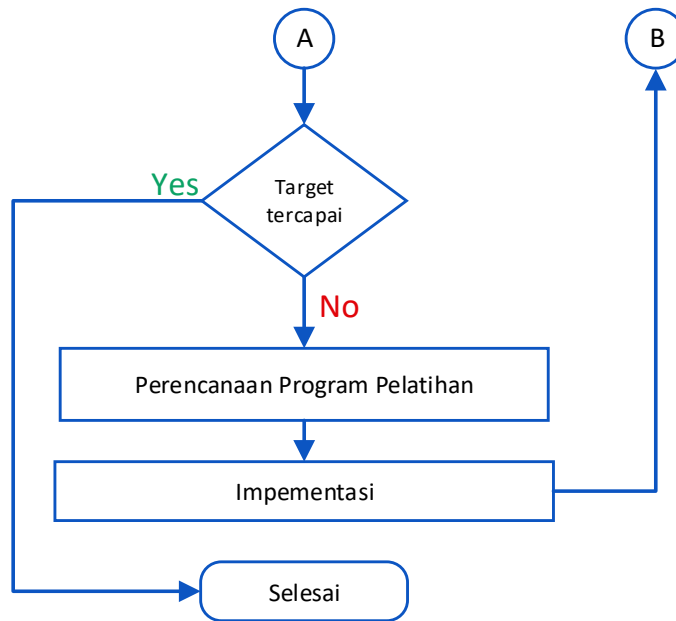 A
B
Yes
Target
tercapai
No
Perencanaan Program Pelatihan
Impementasi
Selesai